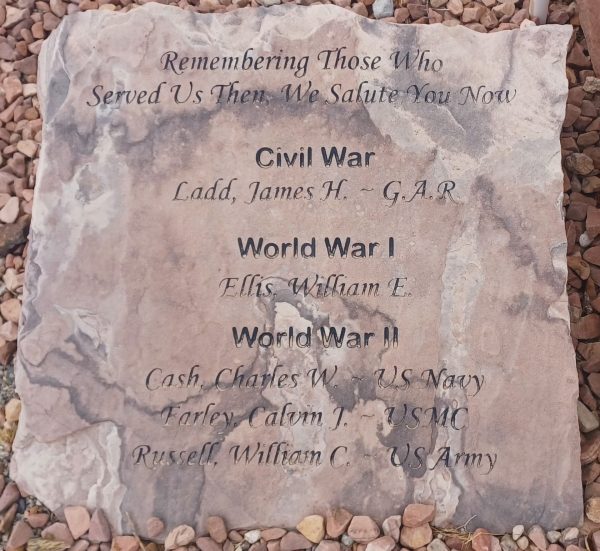 Remembering Those Who
Served Us Then, We Salute You Now
Civil War
Ladd, James H. ~ G.A.R
World War I
Ellis, William E.
World War II
Cash, Charles W. ~ US Navy
Farley, Calvin J. ~ USMC
Russell, William C. ~ US Army